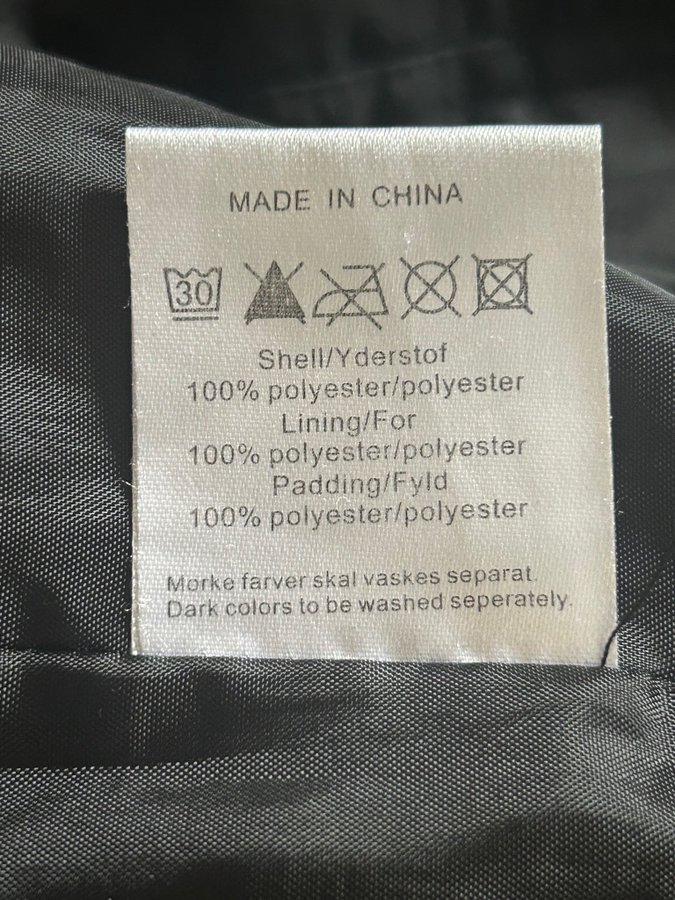 MADE IN CHINA
30
Shell/Yderstof
100% polyester/polyester
Lining/For
100% polyester/polyester
Padding/Fyld
100% polyester/polyester
Morke farver skal vaskes separat.
Dark colors to be washed seperately.